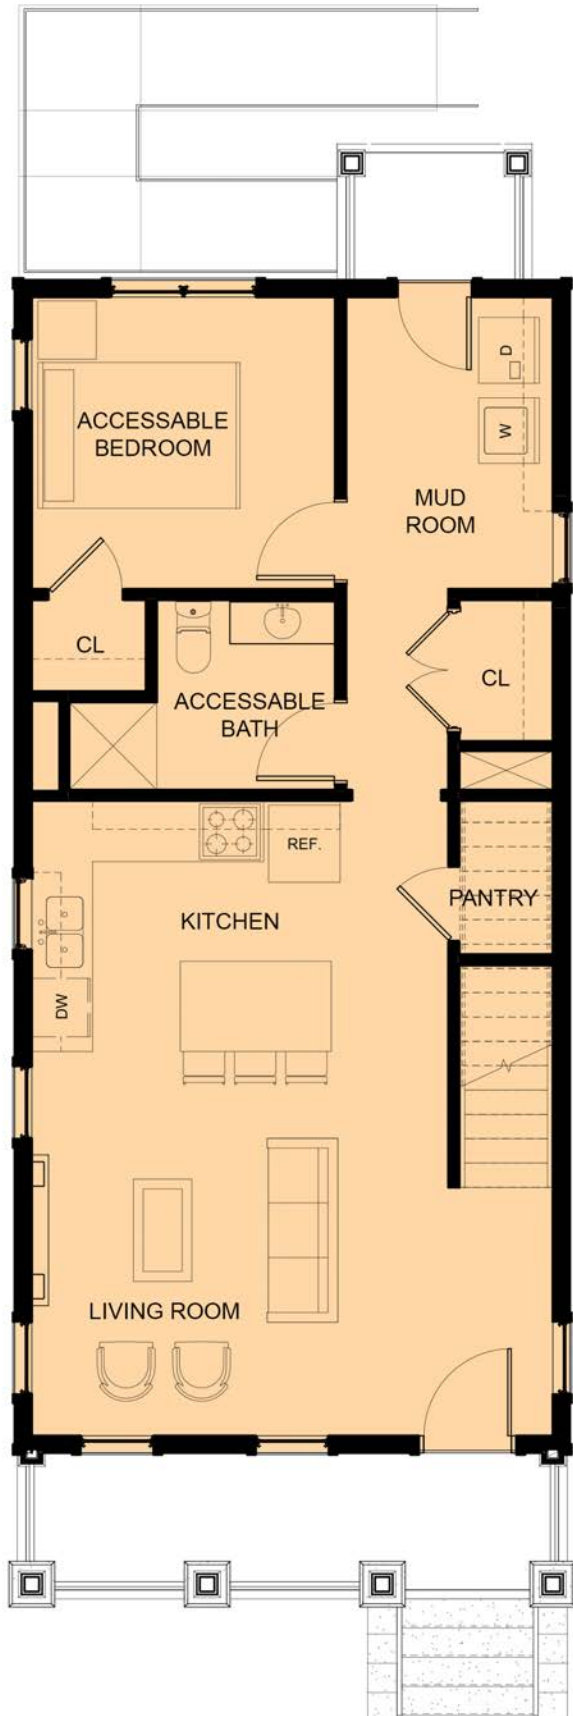 D
ACCESSABLE
BEDROOM
W
MUD
ROOM
CL
CL
ACCESSABLE
BATH
REF.
PANTRY
KITCHEN
DW
LIVING ROOM